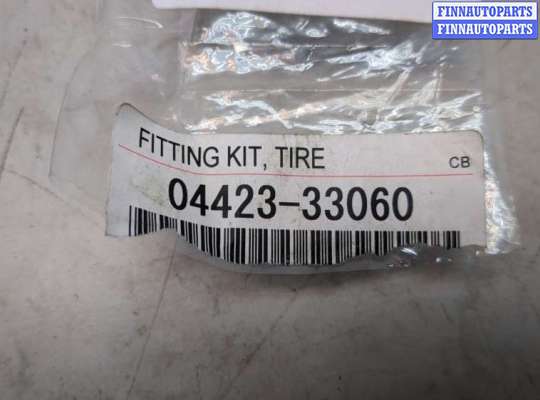 FINNAUTOPARTS
FINNAUTOPARTS
FITTING KIT, TIRE
CB
04423-33060